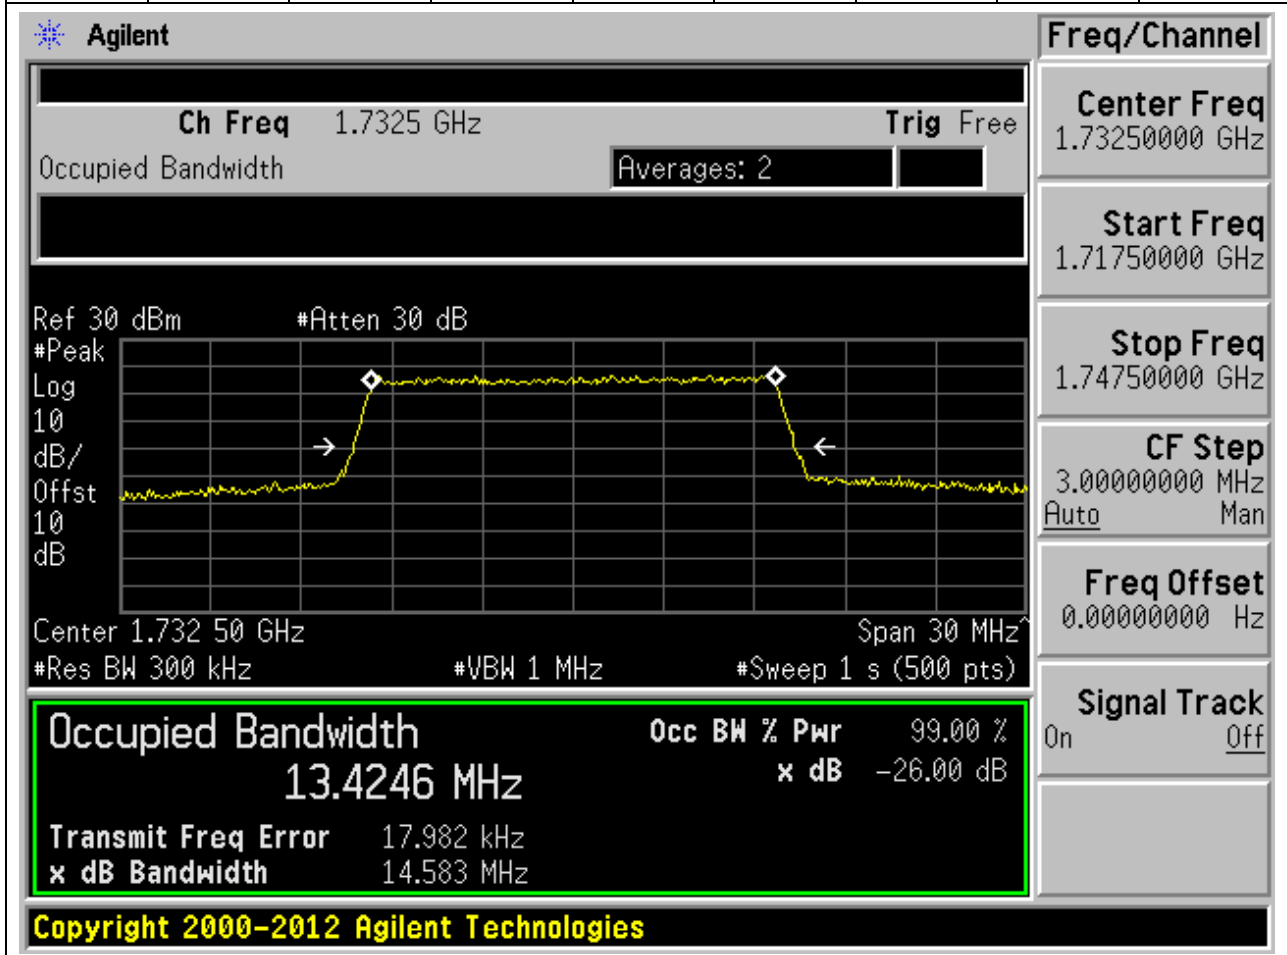 Agilent
Freq/Channel
Ch Freq 1.7325 GHz Trig Free
Occupied Bandwidth Averages: 2
Center Freq
1.73250000 GHz
Start Freq
1.71750000 GHz
Stop Freq
1.74750000 GHz
CF Step
3.00000000 MHz
Auto Man
Freq Offset
0.00000000 Hz
Signal Track
On Off
Ref 30 dBm #Atten 30 dB
#Peak
Log
10
dB/
Offst
10
dB
Center 1.732 50 GHz Span 30 MHz^
#Res BW 300 kHz #VBW 1 MHz #Sweep 1 s (500 pts)
Occupied Bandwidth
13.4246 MHz
Occ BW % Pwr 99.00 %
x dB -26.00 dB
Transmit Freq Error 17.982 kHz
x dB Bandwidth 14.583 MHz
Copyright 2000-2012 Agilent Technologies